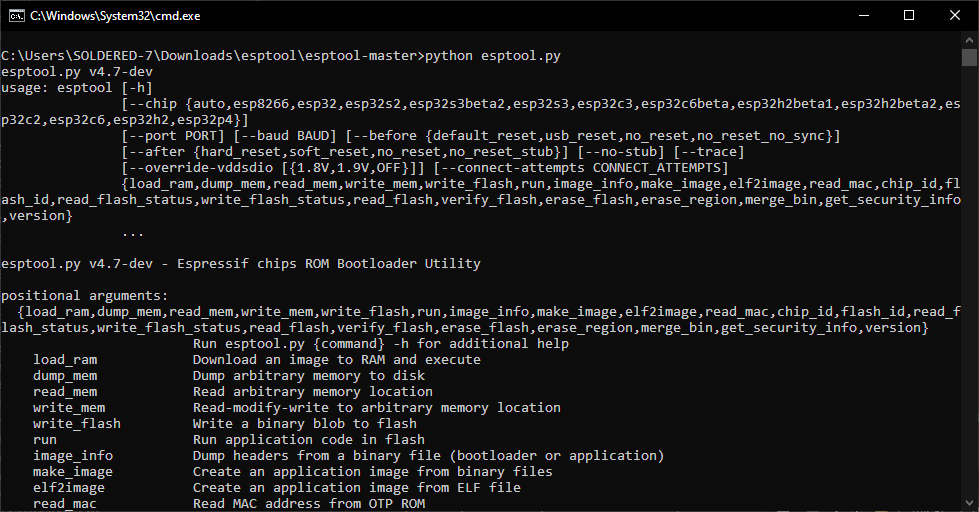 C:\Windows\System32\cmd.exe
C:\Users\SOLDERED-7\Downloads\esptool\esptool-master>python esptool.py
esptool.py v4.7-dev
usage: esptool [-h]
[--chip {auto,esp8266,esp32,esp32s2,esp32s3beta2,esp32s3,esp32c3,esp32c6beta,esp32h2beta1,esp32h2beta2,es
p32c2,esp32c6,esp32h2,esp32p4}]
[--port PORT] [--baud BAUD] [--before {default_reset,usb_reset,no_reset,no_reset_no_sync}]
[--after {hard_reset,soft_reset,no_reset,no_reset_stub}] [--no-stub] [--trace]
[--override-vddsdio [{1.8V,1.9V,OFF}]] [--connect-attempts CONNECT_ATTEMPTS]
{load_ram,dump_mem,read_mem,write_mem,write_flash,run,image_info,make_image,elf2image,read_mac,chip_id,fl
ash_id,read_flash_status,write_flash_status,read_flash,verify_flash,erase_flash,erase_region,merge_bin,get_security_info
,version}
...
esptool.py v4.7-dev - Espressif chips ROM Bootloader Utility
positional arguments:
{load_ram,dump_mem,read_mem,write_mem,write_flash,run,image_info,make_image,elf2image,read_mac,chip_id,flash_id,read_f
lash_status,write_flash_status,read_flash,verify_flash,erase_flash,erase_region,merge_bin,get_security_info,version}
Run esptool.py {command} -h for additional help
load_ram Download an image to RAM and execute
dump_mem Dump arbitrary memory to disk
read_mem Read arbitrary memory location
write_mem Read-modify-write to arbitrary memory location
write_flash Write a binary blob to flash
run Run application code in flash
image_info Dump headers from a binary file (bootloader or application)
make_image Create an application image from binary files
elf2image Create an application image from ELF file
read_mac Read MAC address from OTP ROM